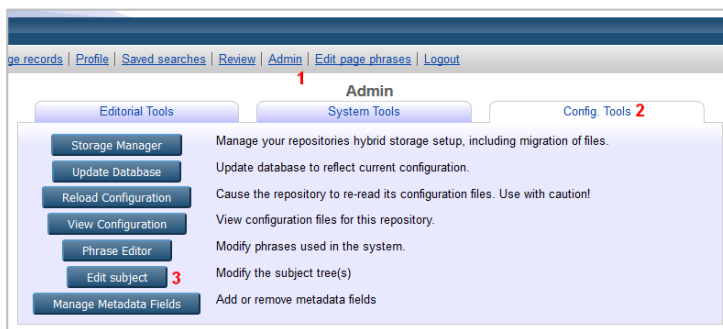 ge records | Profile | Saved searches | Review | Admin | Edit page phrases | Logout
1
Admin
Editorial Tools System Tools Config. Tools 2
Storage Manager Manage your repositories hybrid storage setup, including migration of files.
Update Database Update database to reflect current configuration.
Reload Configuration Cause the repository to re-read its configuration files. Use with caution!
View Configuration View configuration files for this repository.
Phrase Editor Modify phrases used in the system.
Edit subject 3 Modify the subject tree(s)
Manage Metadata Fields Add or remove metadata fields